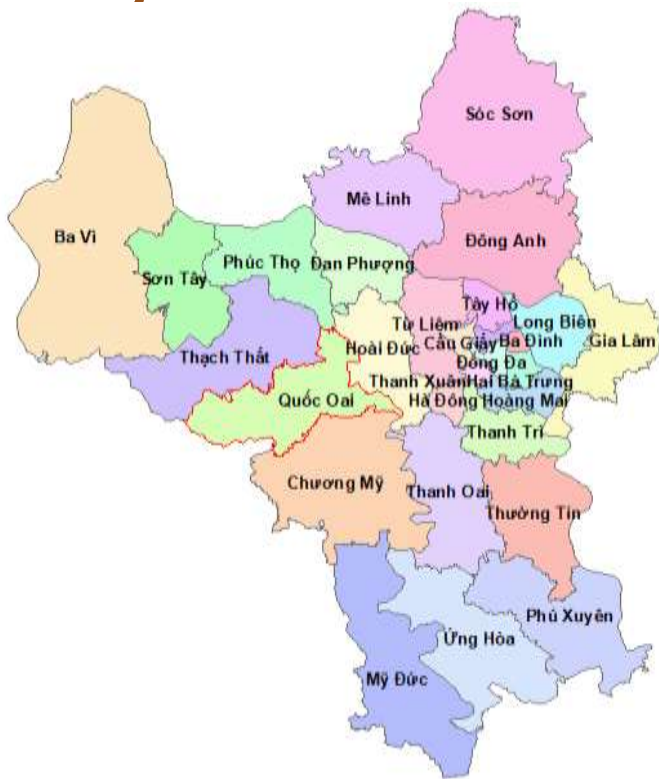 Sóc Sơn
Mê Linh
Ba Vì
Đông Anh
Phúc Thọ
Đan Phượng
Sơn Tây
Tây Hồ
Long Biên
Từ Liêm
Gia Lâm
Cầu Giấy
Ba Đình
Hoài Đức
Thạch Thất
Đống Đa
Thanh Xuân
Hai Bà Trưng
Quốc Oai
Hà Đông
Hoàng Mai
Thanh Trì
Chương Mỹ
Thanh Oai
Thường Tín
Phú Xuyên
Ứng Hòa
Mỹ Đức